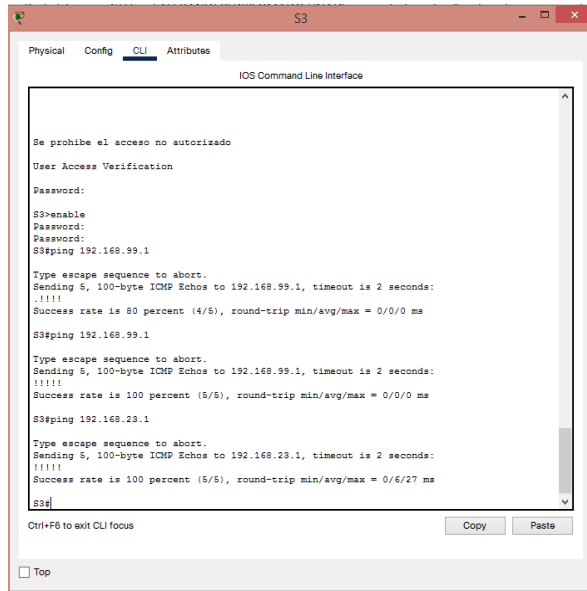 S3
Physical Config CLI Attributes
IOS Command Line Interface
Se prohibe el acceso no autorizado
User Access Verification
Password:
S3>enable
Password:
Password:
S3#ping 192.168.99.1
Type escape sequence to abort.
Sending 5, 100-byte ICMP Echos to 192.168.99.1, timeout is 2 seconds:
.!!!!
Success rate is 80 percent (4/5), round-trip min/avg/max = 0/0/0 ms
S3#ping 192.168.99.1
Type escape sequence to abort.
Sending 5, 100-byte ICMP Echos to 192.168.99.1, timeout is 2 seconds:
!!!!!
Success rate is 100 percent (5/5), round-trip min/avg/max = 0/0/0 ms
S3#ping 192.168.23.1
Type escape sequence to abort.
Sending 5, 100-byte ICMP Echos to 192.168.23.1, timeout is 2 seconds:
!!!!!
Success rate is 100 percent (5/5), round-trip min/avg/max = 0/6/27 ms
S3#
Ctrl+F6 to exit CLI focus
Copy Paste
Top